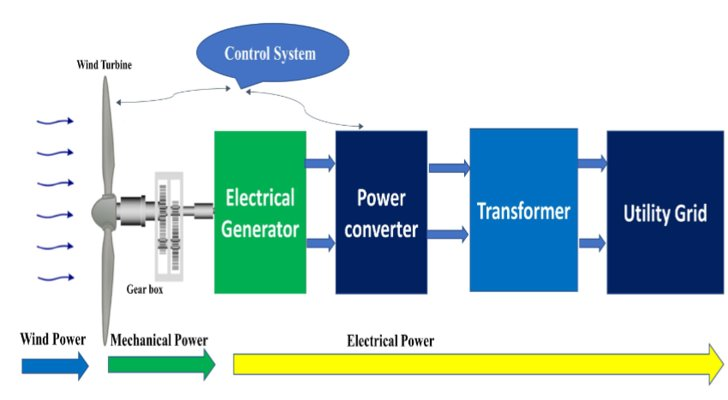 Control System
Wind Turbine
Electrical
Generator
Power
converter
Transformer
Utility Grid
Gear box
Wind Power
Mechanical Power
Electrical Power